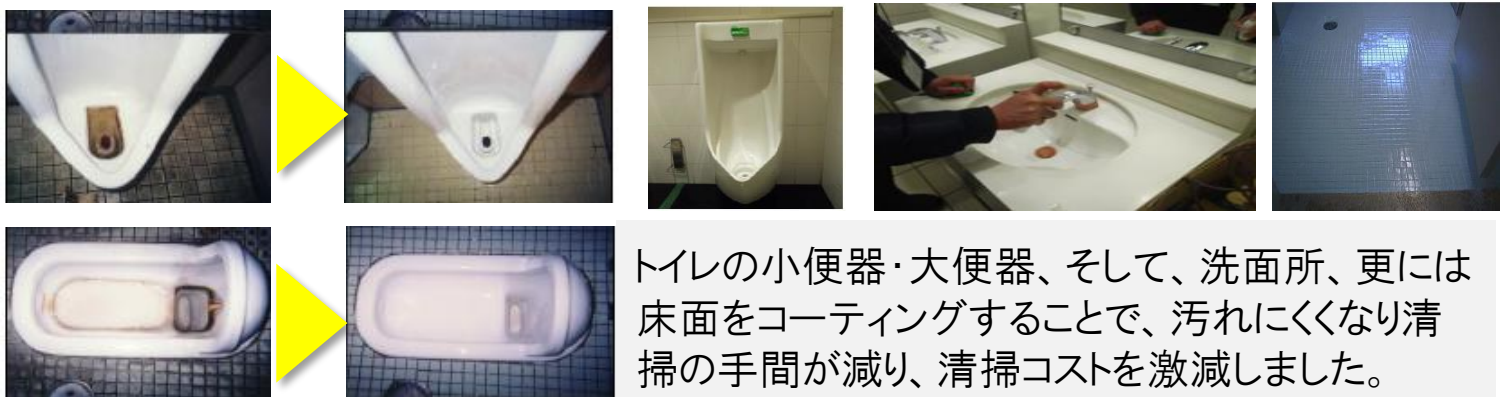 トイレの小便器・大便器、そして、洗面所、更には
床面をコーティングすることで、汚れにくくなり清
掃の手間が減り、清掃コストを激減しました。